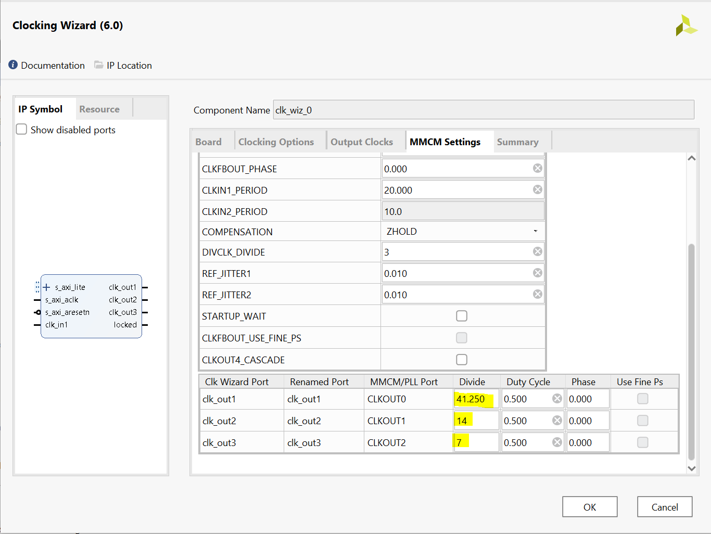 Clocking Wizard (6.0)
Documentation IP Location
IP Symbol Resource
Show disabled ports
s_axi_lite clk_out1
s_axi_aclk clk_out2
s_axi_aresetn clk_out3
clk_in1 locked
Component Name clk_wiz_0
Board Clocking Options Output Clocks MMCM Settings Summary
CLKFBOUT_PHASE 0.000
CLKIN1_PERIOD 20.000
CLKIN2_PERIOD 10.0
COMPENSATION ZHOLD
DIVCLK_DIVIDE 3
REF_JITTER1 0.010
REF_JITTER2 0.010
STARTUP_WAIT
CLKFBOUT_USE_FINE_PS
CLKOUT4_CASCADE
Clk Wizard Port Renamed Port MMCM/PLL Port Divide Duty Cycle Phase Use Fine Ps
clk_out1 clk_out1 CLKOUT0 41.250 0.500 0.000
clk_out2 clk_out2 CLKOUT1 14 0.500 0.000
clk_out3 clk_out3 CLKOUT2 7 0.500 0.000
OK Cancel